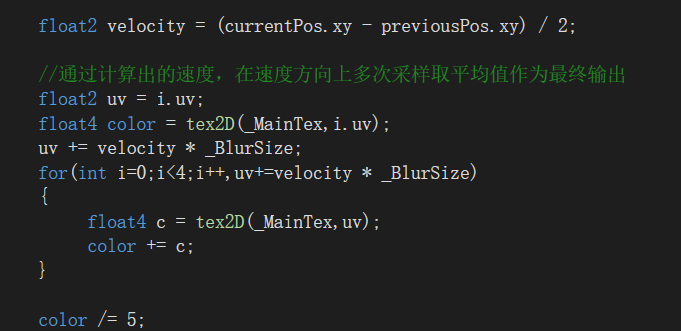 float2 velocity = (currentPos.xy - previousPos.xy) / 2;
//通过计算出的速度，在速度方向上多次采样取平均值作为最终输出
float2 uv = i.uv;
float4 color = tex2D(_MainTex,i.uv);
uv += velocity * _BlurSize;
for(int i=0;i<4;i++,uv+=velocity * _BlurSize)
{
float4 c = tex2D(_MainTex,uv);
color += c;
}
color /= 5;